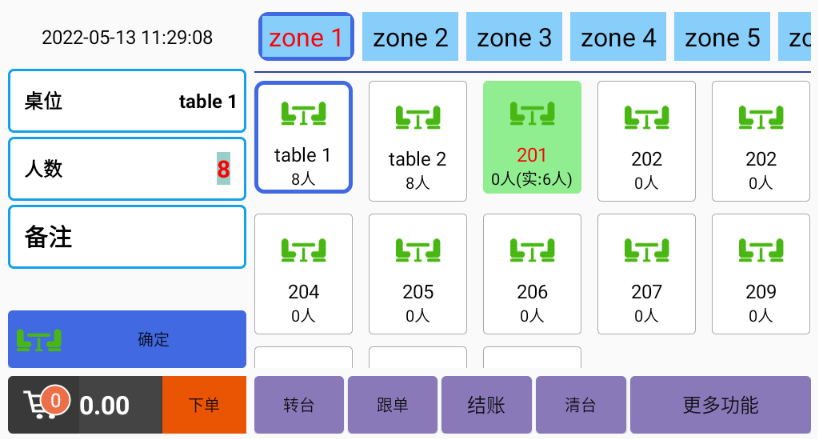 2022-05-13 11:29:08
zone 1
zone 2
zone 3
zone 4
zone 5
zo
桌位
table 1
人数
8
备注
确定
0
0.00
下单
table 1
8人
table 2
8人
201
0人(实:6人)
202
0人
202
0人
204
0人
205
0人
206
0人
207
0人
209
0人
转台
跟单
结账
清台
更多功能